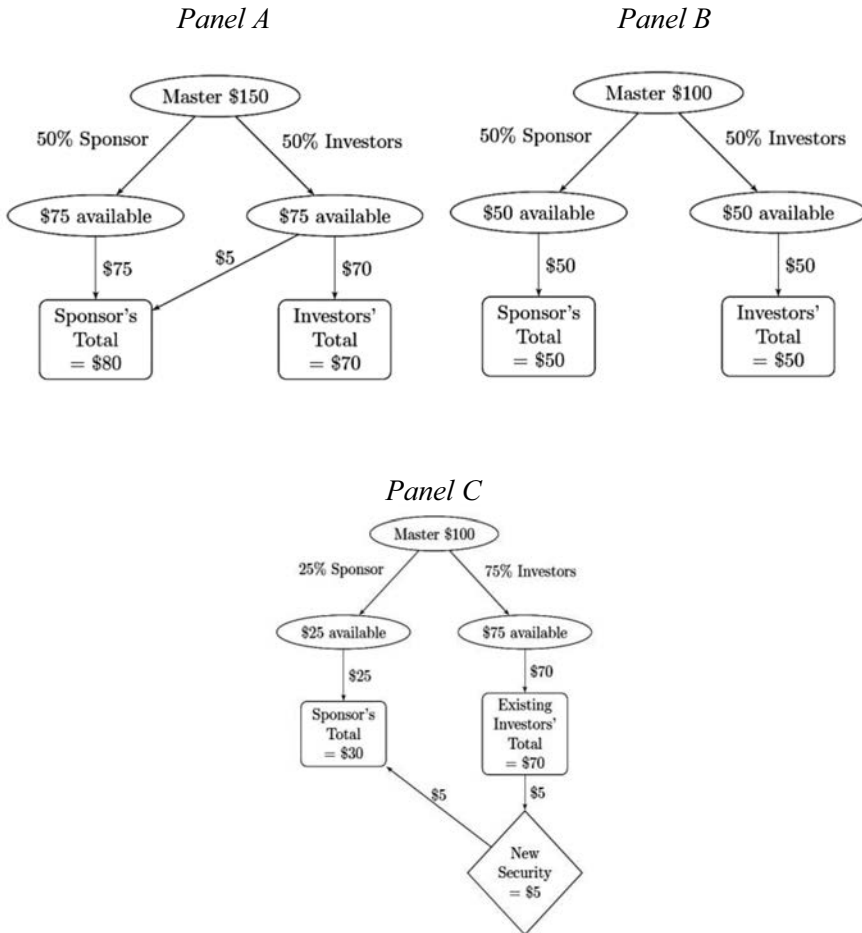 Panel A
Panel B
Master $150
50% Sponsor
50% Investors
$75 available
$75 available
$75
$5
$70
Sponsor's
Total
= $80
Investors'
Total
= $70
Master $100
50% Sponsor
50% Investors
$50 available
$50 available
$50
$50
Sponsor's
Total
= $50
Investors'
Total
= $50
Panel C
Master $100
25% Sponsor
75% Investors
$25 available
$75 available
$25
$70
Sponsor's
Total
= $30
Existing
Investors'
Total
= $70
$5
$5
New
Security
= $5